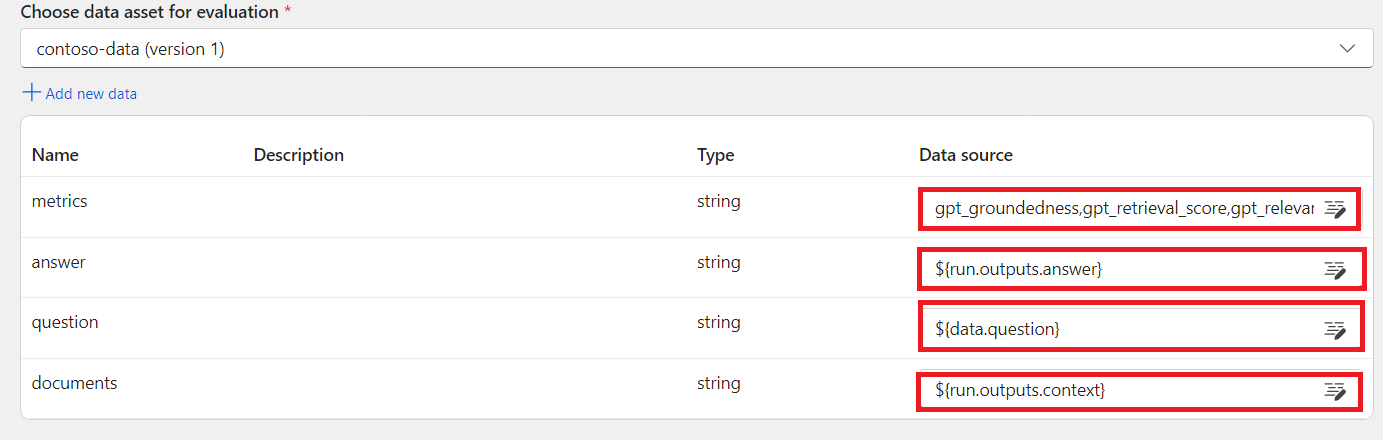 Choose data asset for evaluation *
contoso-data (version 1)
Add new data
Name Description Type Data source
metrics string gpt_groundedness,gpt_retrieval_score,gpt_relevar
answer string ${run.outputs.answer}
question string ${data.question}
documents string ${run.outputs.context}